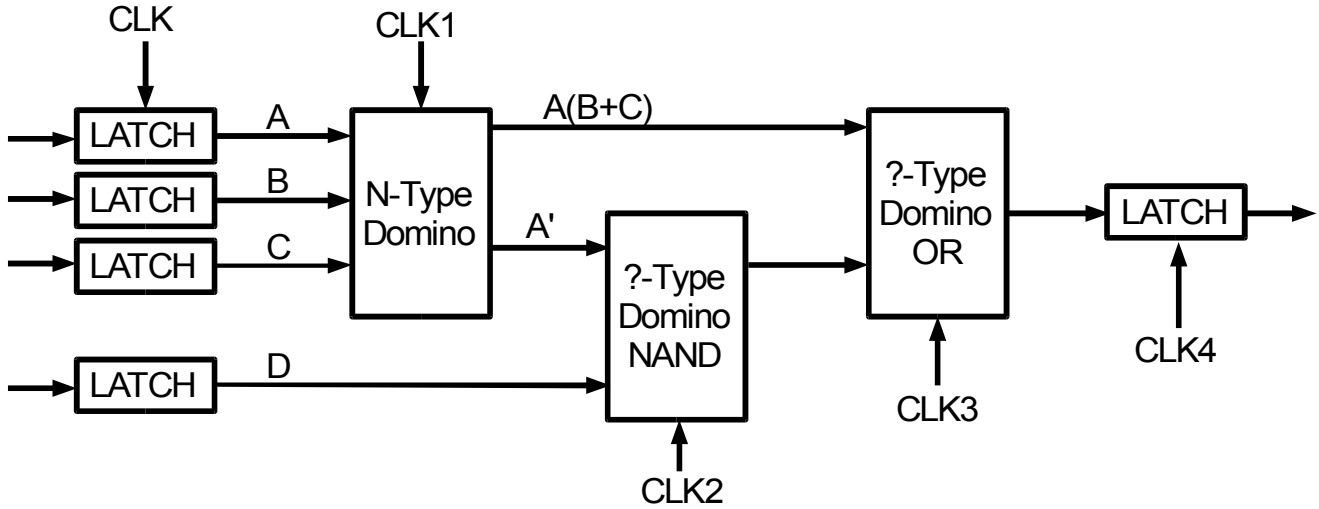 CLK
CLK1
LATCH
A
A(B+C)
LATCH
B
N-Type
Domino
?-Type
Domino
OR
LATCH
LATCH
C
A'
?-Type
Domino
NAND
LATCH
D
CLK4
CLK3
CLK2